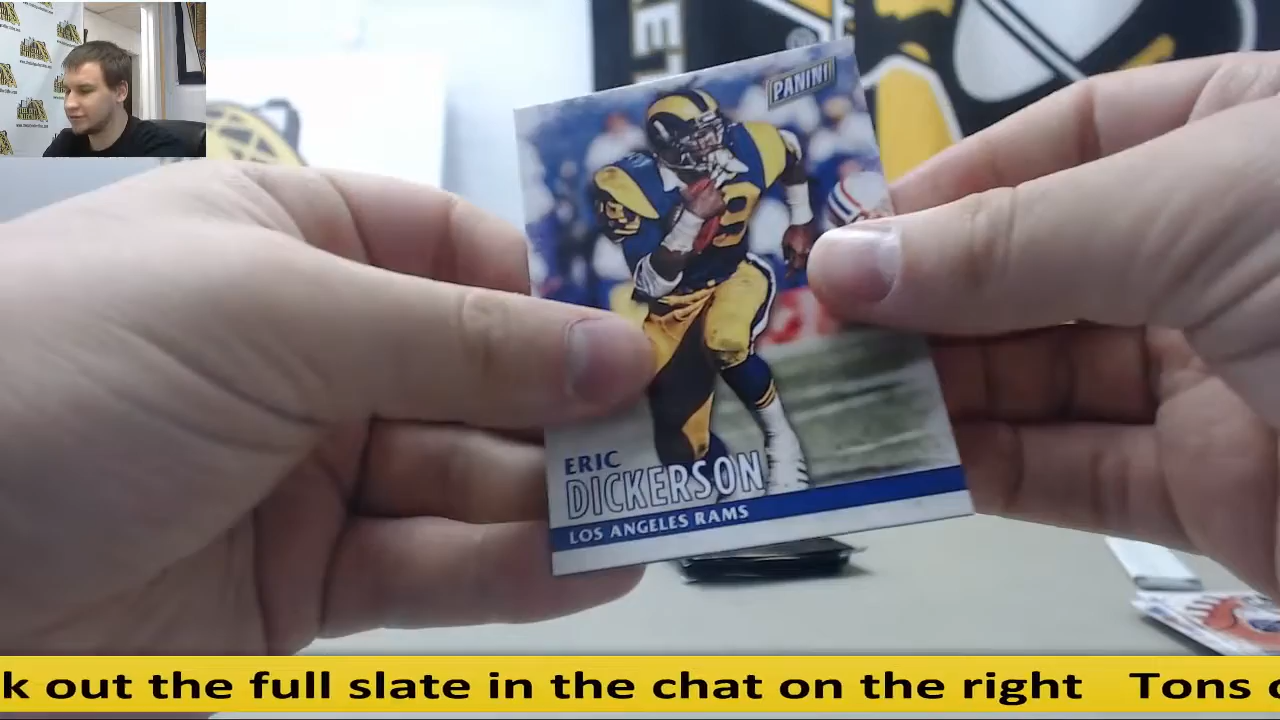 PANINI
ERIC
DICKERSON
LOS ANGELES RAMS
k out the full slate in the chat on the right Tons